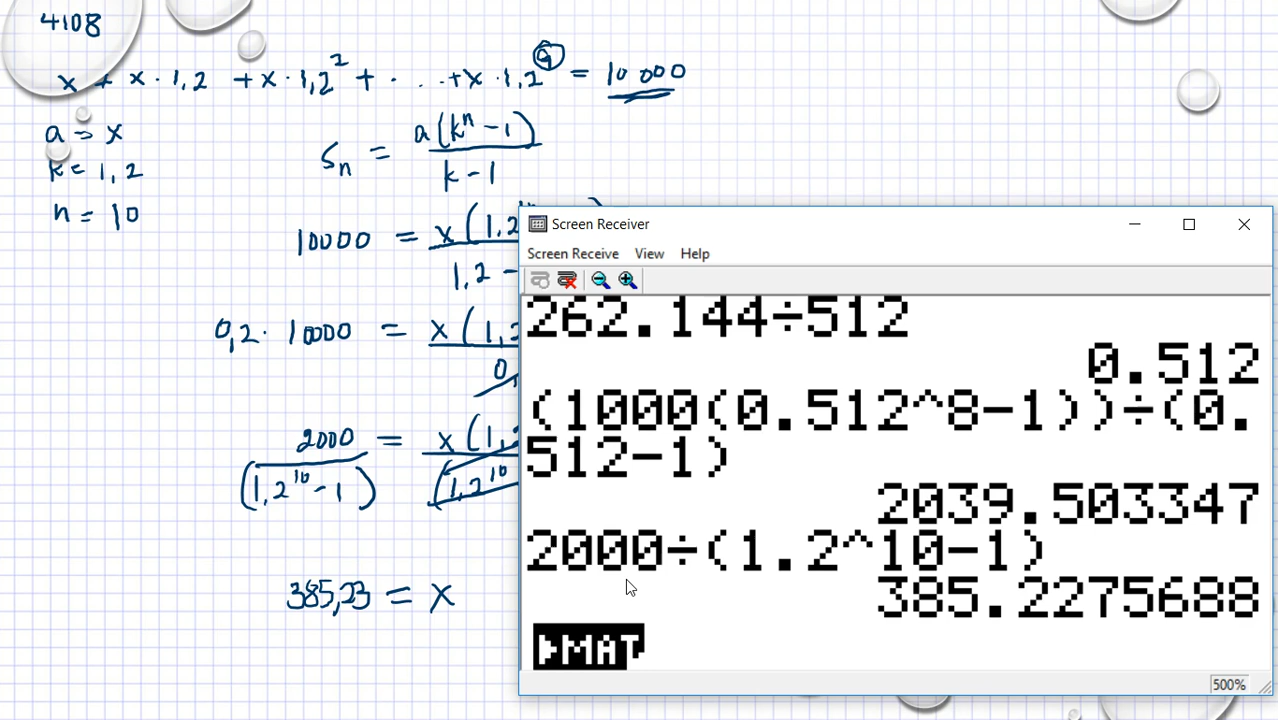 4108
x + x · 1,2 + x · 1,2² + · . . + x · 1,2⁹ = 10 000
a = x
k = 1,2
n = 10
Sₙ = a(kⁿ - 1) / k - 1
10000 = x(1,2 / 1,2 -
0,2 · 10000 = x(1,2 / 0,
2000 / (1,2¹⁰ - 1) = x(1,2 / (1,2¹⁰
385,23 = x
Screen Receiver
Screen Receive View Help
262.144÷512
0.512
(1000(0.512^8-1))÷(0.
512-1)
2039.503347
2000÷(1.2^10-1)
385.2275688
▶MAT
500%